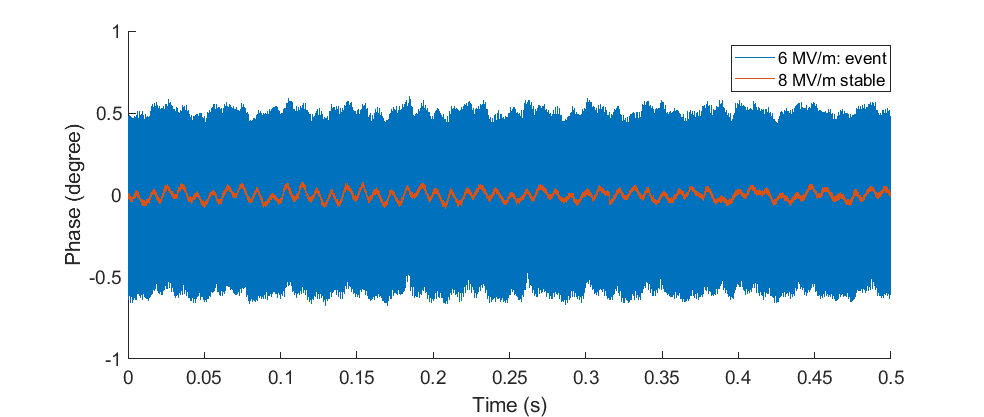 1
0.5
0
-0.5
-1
Phase (degree)
6 MV/m: event
8 MV/m stable
0 0.05 0.1 0.15 0.2 0.25 0.3 0.35 0.4 0.45 0.5
Time (s)